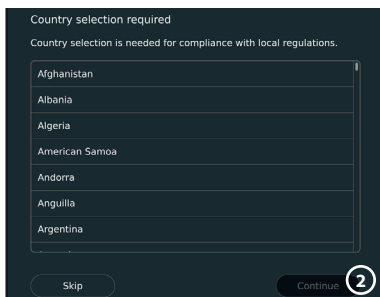 Country selection required
Country selection is needed for compliance with local regulations.
Afghanistan
Albania
Algeria
American Samoa
Andorra
Anguilla
Argentina
Skip
Continue
2